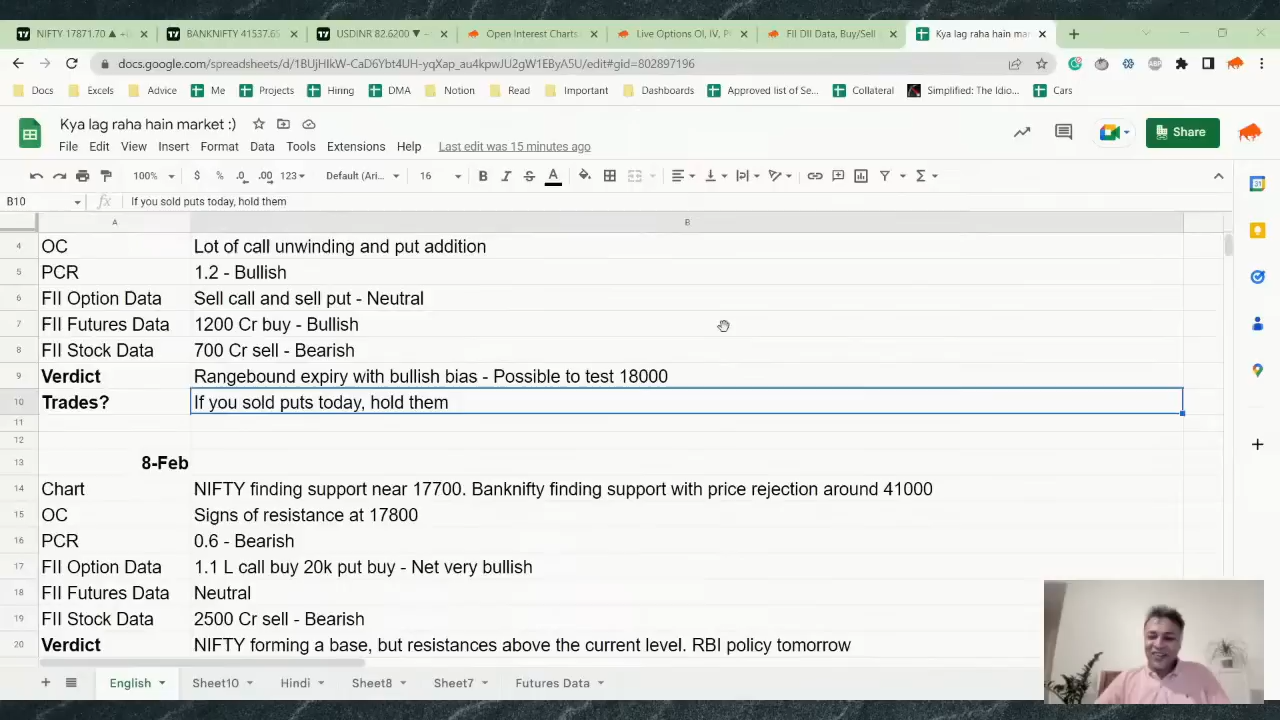 NIFTY 17871.70 ▲ +
BANKNIFTY 41537.6
USDINR 82.6200 ▼ −
Open Interest Charts
Live Options OI, IV, P
FII DII Data, Buy/Sell
Kya lag raha hain mar
docs.google.com/spreadsheets/d/1BUjHIkW-CaD6Ybt4UH-yqXap_au4kpwJU2gW1EByA5U/edit#gid=802897196
Docs Excels Advice Me Projects Hiring DMA Notion Read Important Dashboards Approved list of Se... Collateral Simplified: The Idio... Cars
Kya lag raha hain market :)
File Edit View Insert Format Data Tools Extensions Help Last edit was 15 minutes ago
Share
100% $ % .0 .00 123 Default (Ari... 16 B I S A
B10 fx If you sold puts today, hold them
A B
4 OC Lot of call unwinding and put addition
5 PCR 1.2 - Bullish
6 FII Option Data Sell call and sell put - Neutral
7 FII Futures Data 1200 Cr buy - Bullish
8 FII Stock Data 700 Cr sell - Bearish
9 Verdict Rangebound expiry with bullish bias - Possible to test 18000
10 Trades? If you sold puts today, hold them
11
12
13 8-Feb
14 Chart NIFTY finding support near 17700. Banknifty finding support with price rejection around 41000
15 OC Signs of resistance at 17800
16 PCR 0.6 - Bearish
17 FII Option Data 1.1 L call buy 20k put buy - Net very bullish
18 FII Futures Data Neutral
19 FII Stock Data 2500 Cr sell - Bearish
20 Verdict NIFTY forming a base, but resistances above the current level. RBI policy tomorrow
English Sheet10 Hindi Sheet8 Sheet7 Futures Data